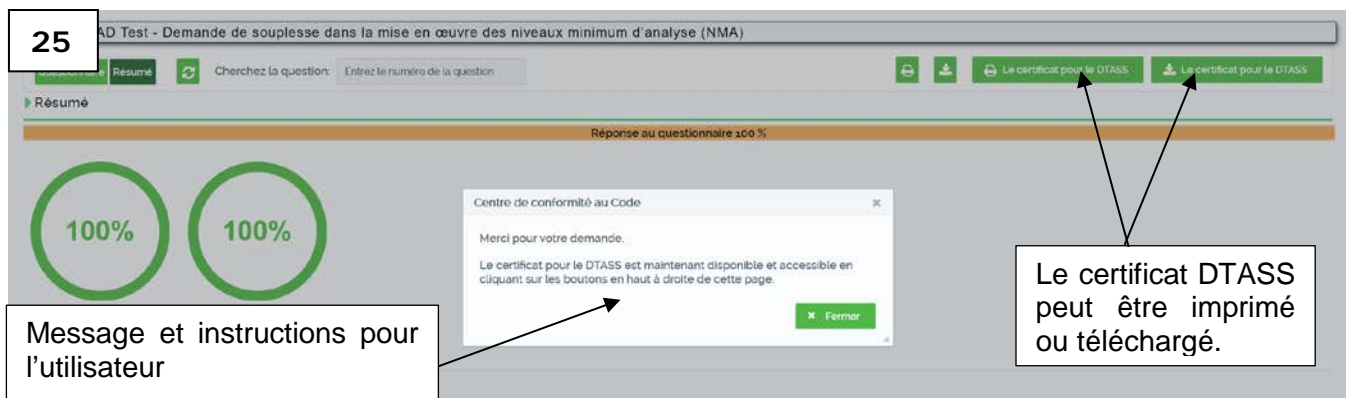 25
AD Test - Demande de souplesse dans la mise en œuvre des niveaux minimum d'analyse (NMA)
Résumé
Cherchez la question:
Entrez le numéro de la question
Le certificat pour le DTASS
Le certificat pour le DTASS
Résumé
Réponse au questionnaire 100 %
100%
100%
Centre de conformité au Code
Merci pour votre demande.
Le certificat pour le DTASS est maintenant disponible et accessible en
cliquant sur les boutons en haut à droite de cette page.
Fermer
Message et instructions pour
l'utilisateur
Le certificat DTASS
peut être imprimé
ou téléchargé.